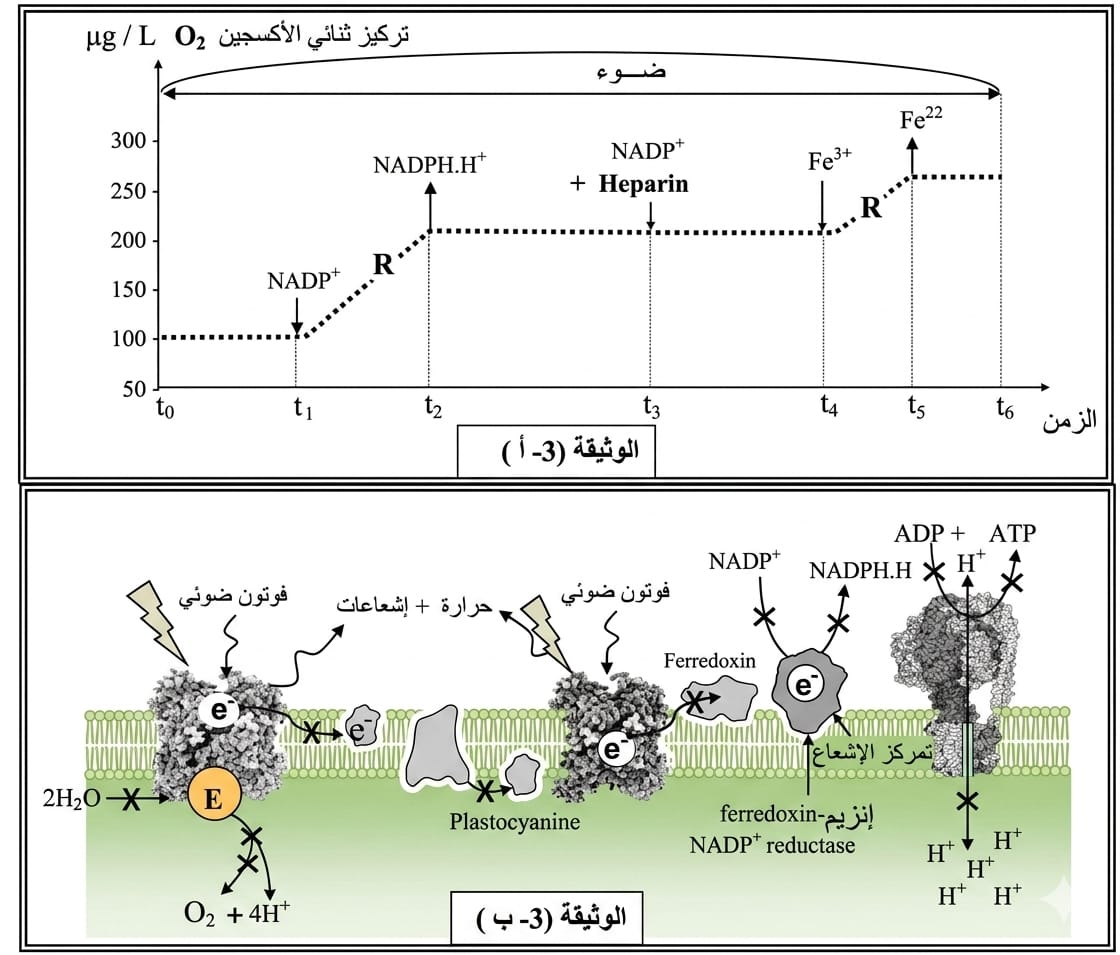 µg / L O₂ تركيز ثنائي الأكسجين
ضـــوء
300
250
200
150
100
50
NADP⁺
R
NADPH.H⁺
NADP⁺
+ Heparin
Fe³⁺
R
Fe²²
t₀ t₁ t₂ t₃ t₄ t₅ t₆
الزمن
الوثيقة (3- أ )
ADP + ATP
H⁺
NADP⁺
NADPH.H
فوتون ضوئي
حرارة + إشعاعات
فوتون ضوئي
Ferredoxin
e⁻
e⁻
e⁻
e⁻
تمركز الإشعاع
2H₂O
E
Plastocyanine
إنزيم-ferredoxin
NADP⁺ reductase
H⁺ H⁺
H⁺
H⁺ H⁺
O₂ + 4H⁺
الوثيقة (3- ب )